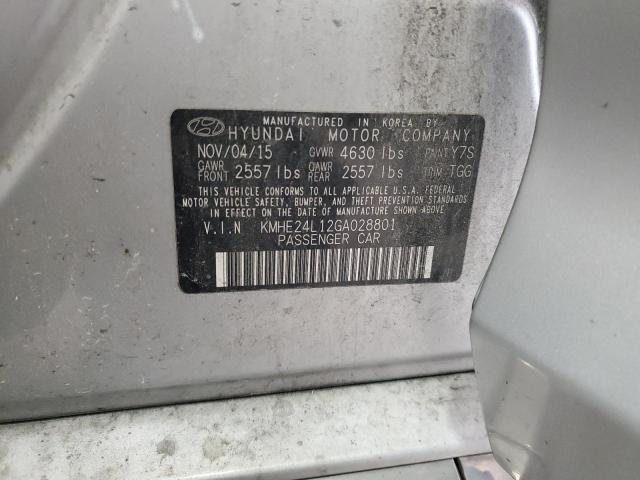 MANUFACTURED IN KOREA BY
HYUNDAI MOTOR COMPANY
NOV/04/15 GVWR 4630 lbs PAINT Y7S
GAWR FRONT 2557 lbs GAWR REAR 2557 lbs TRIM TGG
THIS VEHICLE CONFORMS TO ALL APPLICABLE U.S.A. FEDERAL
MOTOR VEHICLE SAFETY, BUMPER, AND THEFT PREVENTION STANDARDS
IN EFFECT ON THE DATE OF MANUFACTURE SHOWN ABOVE.
V.I.N KMHE24L12GA028801
PASSENGER CAR